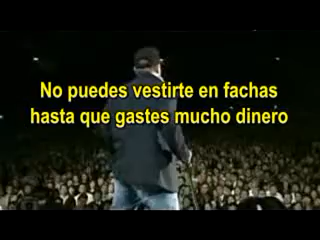 No puedes vestirte en fachas
hasta que gastes mucho dinero